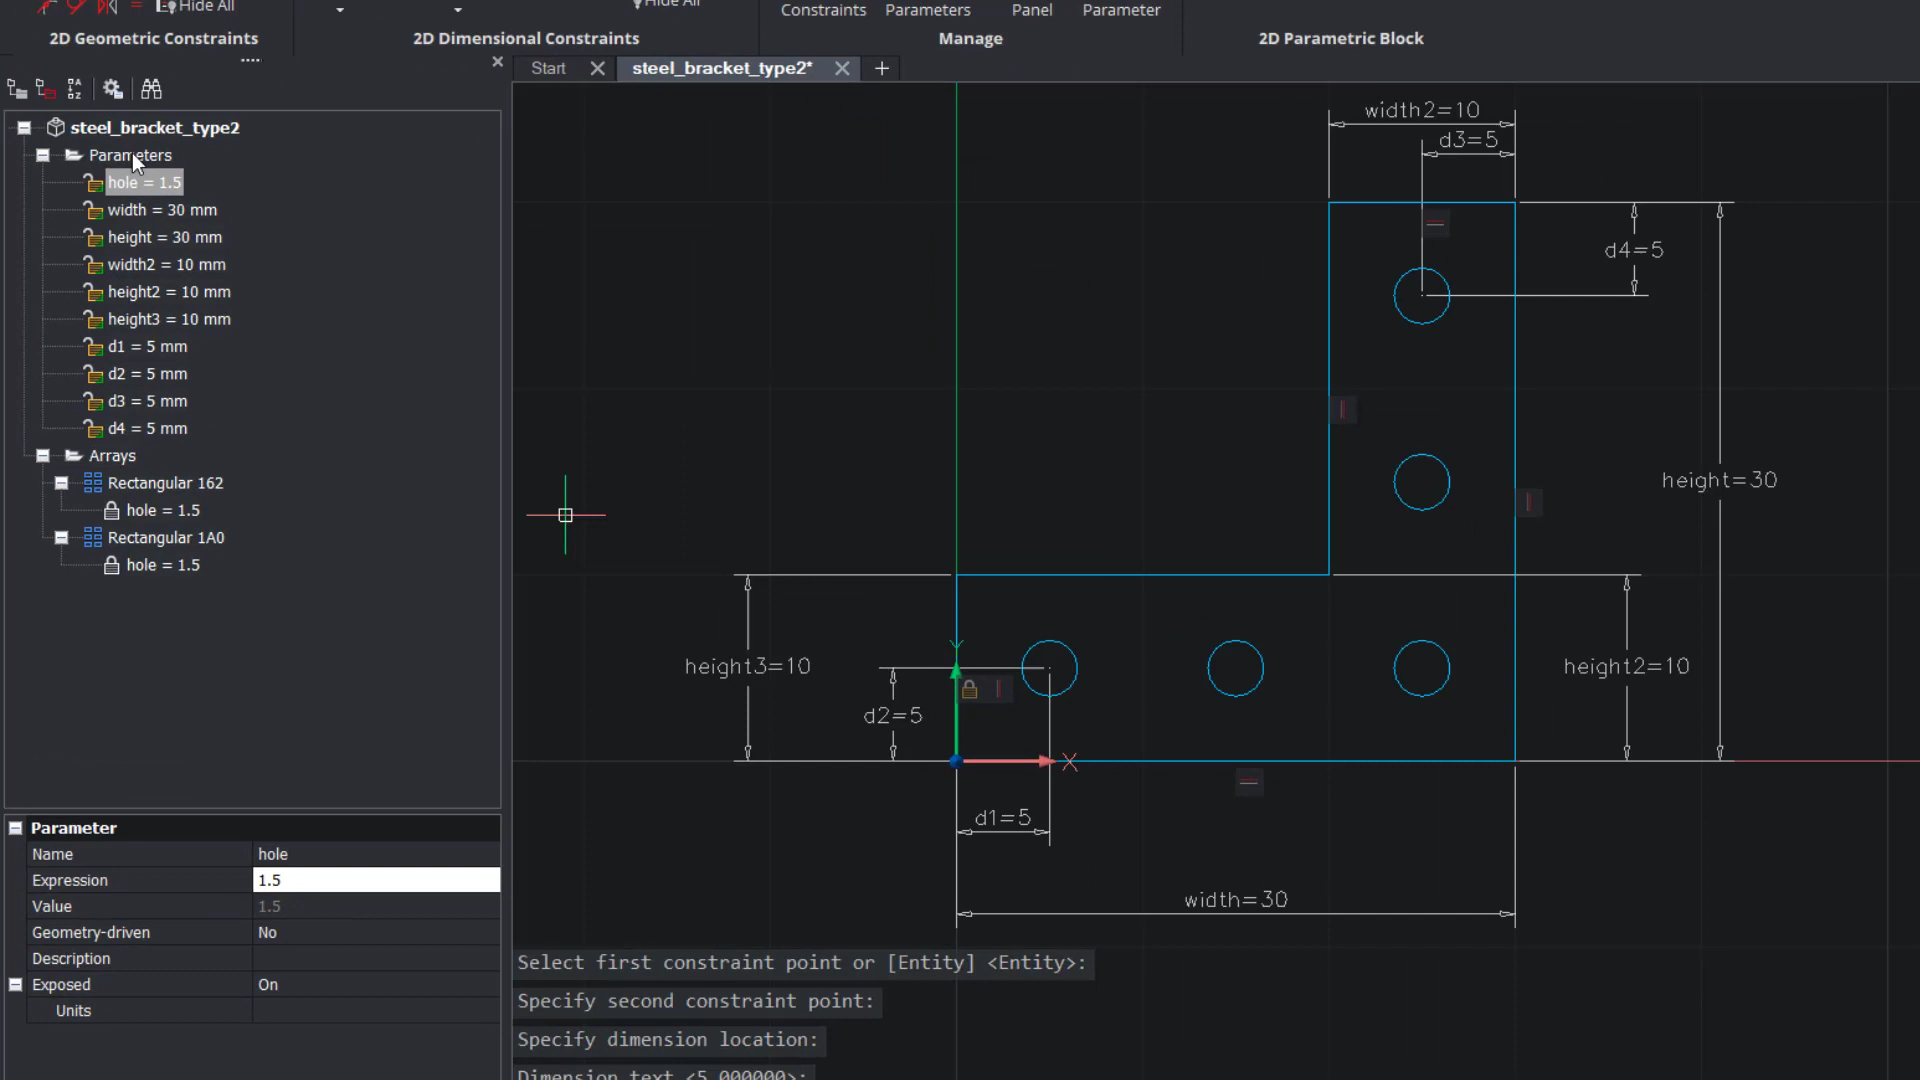 Hide All
Hide All
Constraints Parameters Panel Parameter
2D Geometric Constraints 2D Dimensional Constraints Manage 2D Parametric Block
Start steel_bracket_type2* +
steel_bracket_type2
Parameters
hole = 1.5
width = 30 mm
height = 30 mm
width2 = 10 mm
height2 = 10 mm
height3 = 10 mm
d1 = 5 mm
d2 = 5 mm
d3 = 5 mm
d4 = 5 mm
Arrays
Rectangular 162
hole = 1.5
Rectangular 1A0
hole = 1.5
Parameter
Name hole
Expression 1.5
Value 1.5
Geometry-driven No
Description
Exposed On
Units
width2=10
d3=5
d4=5
height=30
height3=10
height2=10
d2=5
Y
X
d1=5
width=30
Select first constraint point or [Entity] <Entity>:
Specify second constraint point:
Specify dimension location:
Dimension text <5.000000>: